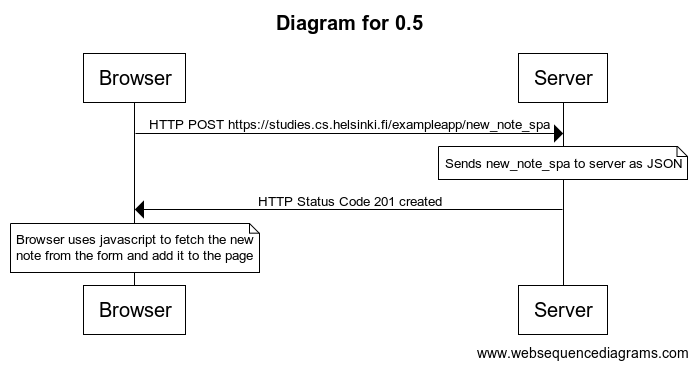 Diagram for 0.5
Browser
Server
HTTP POST https://studies.cs.helsinki.fi/exampleapp/new_note_spa
Sends new_note_spa to server as JSON
HTTP Status Code 201 created
Browser uses javascript to fetch the new
note from the form and add it to the page
Browser
Server
www.websequencediagrams.com